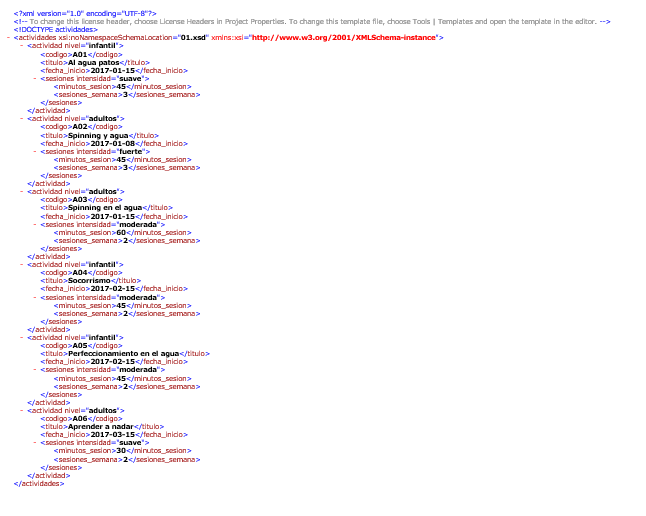 <?xml version="1.0" encoding="UTF-8"?>
<!-- To change this license header, choose License Headers in Project Properties. To change this template file, choose Tools | Templates and open the template in the editor. -->
<!DOCTYPE actividades>
- <actividades xsi:noNamespaceSchemaLocation="01.xsd" xmlns:xsi="http://www.w3.org/2001/XMLSchema-instance">
- <actividad nivel="infantil">
<codigo>A01</codigo>
<titulo>Al agua patos</titulo>
<fecha_inicio>2017-01-15</fecha_inicio>
- <sesiones intensidad="suave">
<minutos_sesion>45</minutos_sesion>
<sesiones_semana>3</sesiones_semana>
</sesiones>
</actividad>
- <actividad nivel="adultos">
<codigo>A02</codigo>
<titulo>Spinning y agua</titulo>
<fecha_inicio>2017-01-08</fecha_inicio>
- <sesiones intensidad="fuerte">
<minutos_sesion>45</minutos_sesion>
<sesiones_semana>3</sesiones_semana>
</sesiones>
</actividad>
- <actividad nivel="adultos">
<codigo>A03</codigo>
<titulo>Spinning en el agua</titulo>
<fecha_inicio>2017-01-15</fecha_inicio>
- <sesiones intensidad="moderada">
<minutos_sesion>60</minutos_sesion>
<sesiones_semana>2</sesiones_semana>
</sesiones>
</actividad>
- <actividad nivel="infantil">
<codigo>A04</codigo>
<titulo>Socorrismo</titulo>
<fecha_inicio>2017-02-15</fecha_inicio>
- <sesiones intensidad="moderada">
<minutos_sesion>45</minutos_sesion>
<sesiones_semana>2</sesiones_semana>
</sesiones>
</actividad>
- <actividad nivel="infantil">
<codigo>A05</codigo>
<titulo>Perfeccionamiento en el agua</titulo>
<fecha_inicio>2017-02-15</fecha_inicio>
- <sesiones intensidad="moderada">
<minutos_sesion>45</minutos_sesion>
<sesiones_semana>2</sesiones_semana>
</sesiones>
</actividad>
- <actividad nivel="adultos">
<codigo>A06</codigo>
<titulo>Aprender a nadar</titulo>
<fecha_inicio>2017-03-15</fecha_inicio>
- <sesiones intensidad="suave">
<minutos_sesion>30</minutos_sesion>
<sesiones_semana>2</sesiones_semana>
</sesiones>
</actividad>
</actividades>